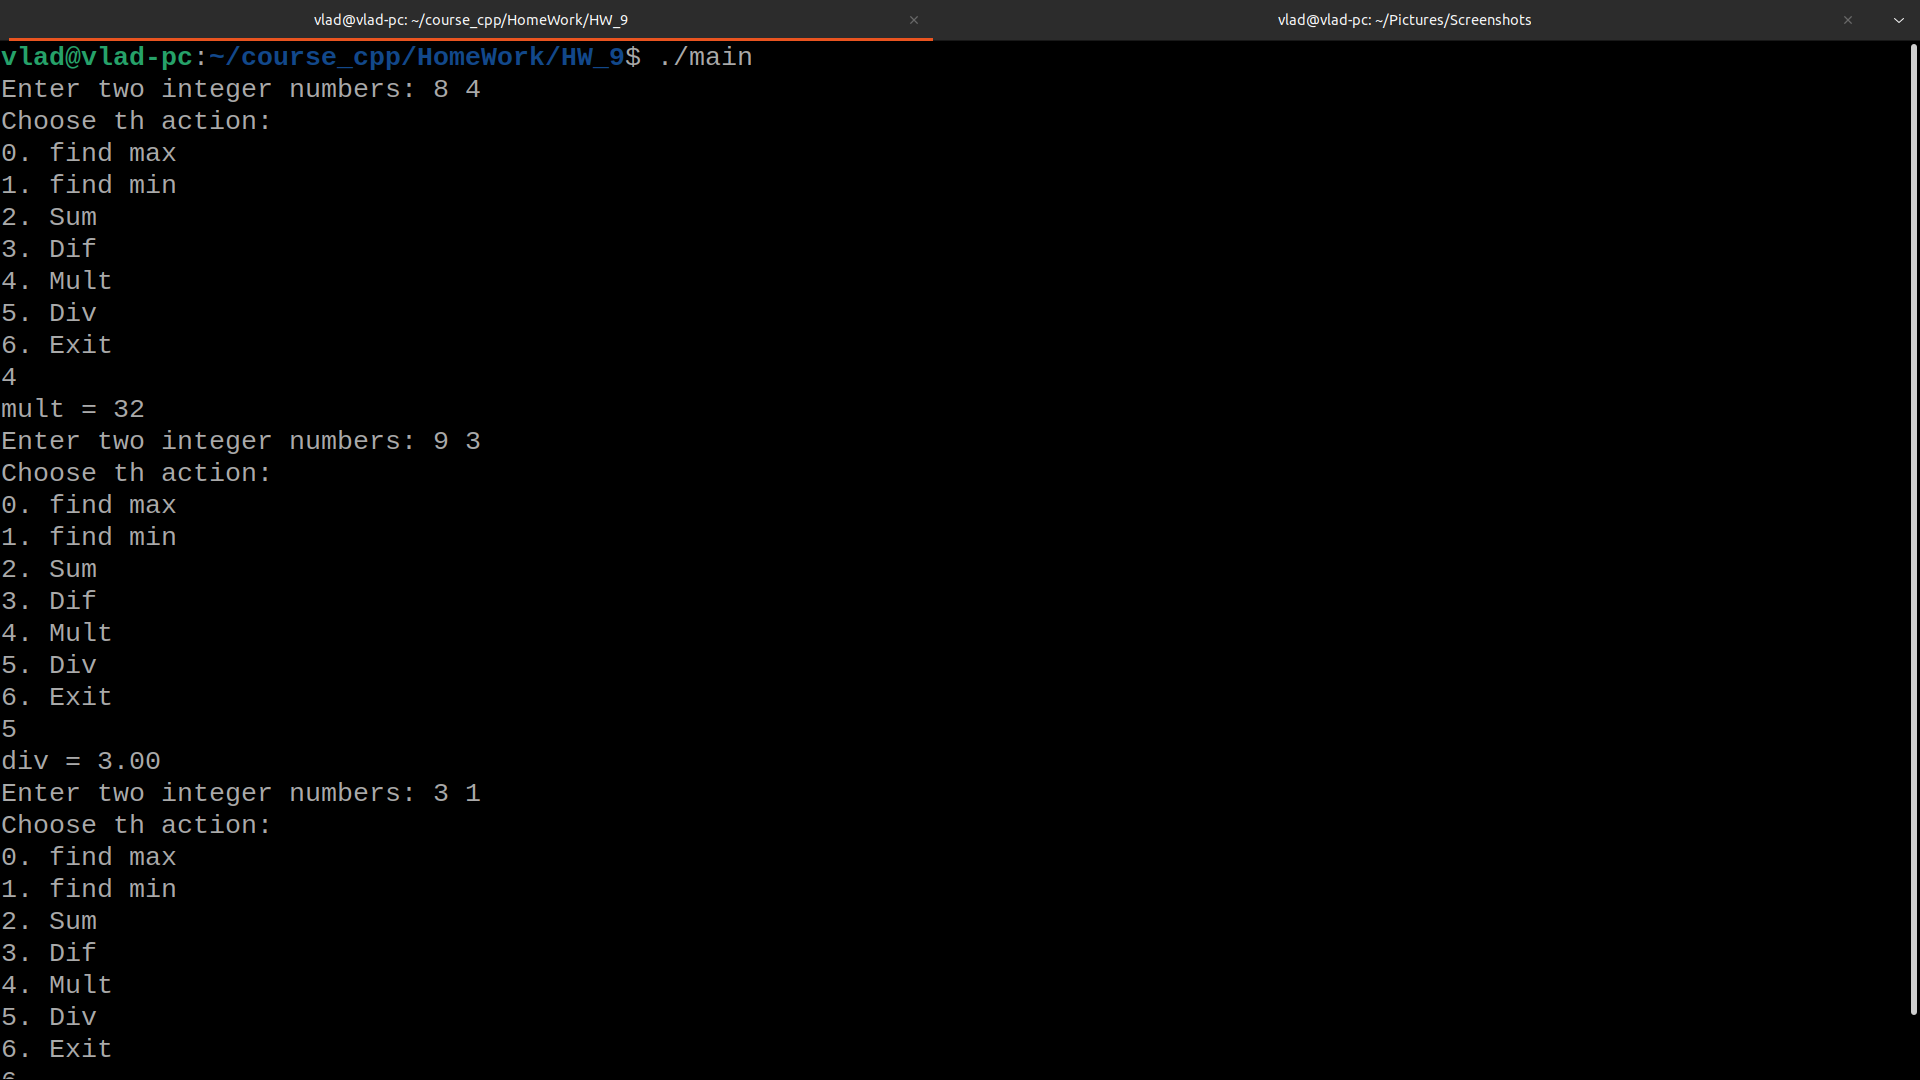 vlad@vlad-pc: ~/course_cpp/HomeWork/HW_9 × vlad@vlad-pc: ~/Pictures/Screenshots ×
vlad@vlad-pc:~/course_cpp/HomeWork/HW_9$ ./main
Enter two integer numbers: 8 4
Choose th action:
0. find max
1. find min
2. Sum
3. Dif
4. Mult
5. Div
6. Exit
4
mult = 32
Enter two integer numbers: 9 3
Choose th action:
0. find max
1. find min
2. Sum
3. Dif
4. Mult
5. Div
6. Exit
5
div = 3.00
Enter two integer numbers: 3 1
Choose th action:
0. find max
1. find min
2. Sum
3. Dif
4. Mult
5. Div
6. Exit